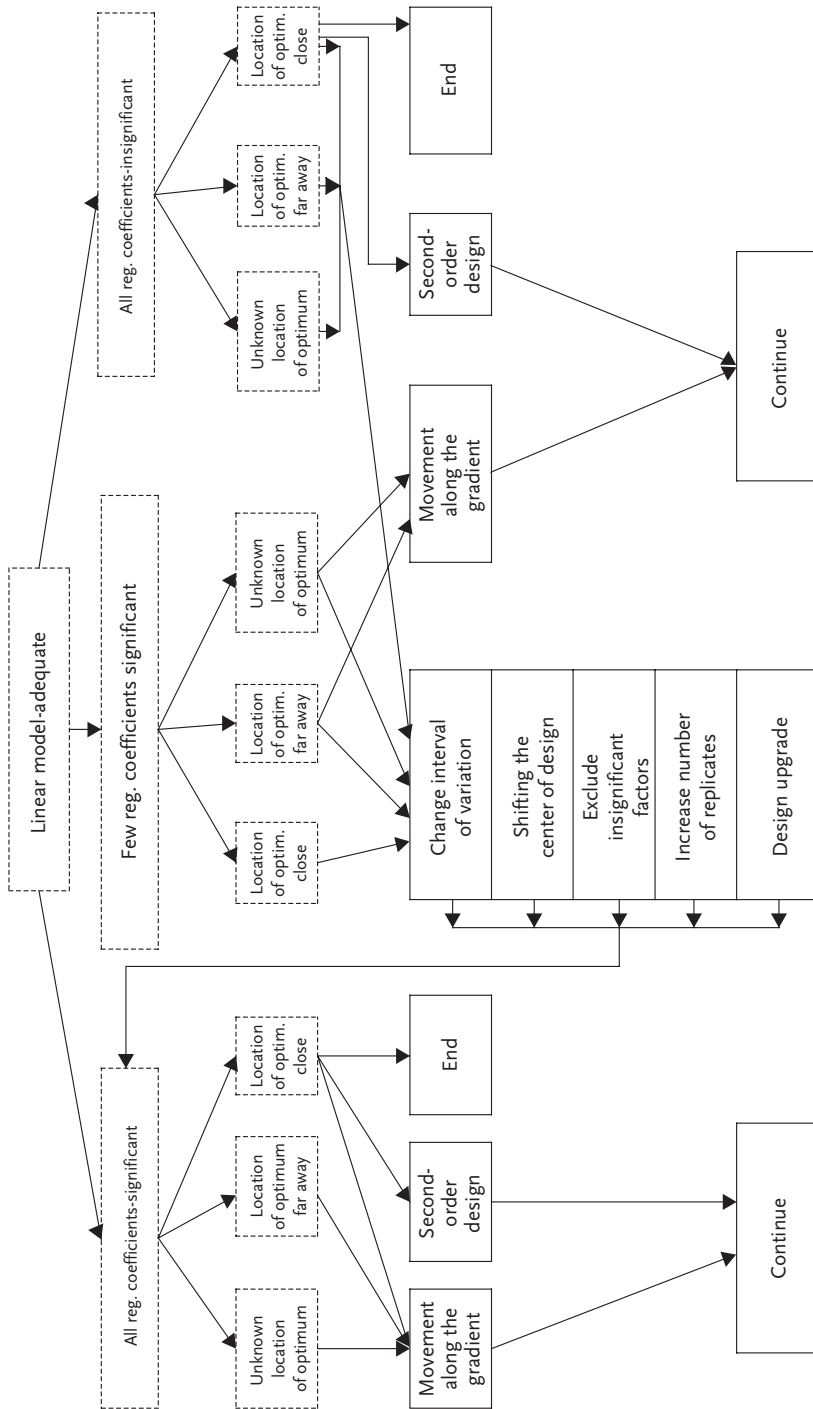 Linear model-adequate
All reg. coefficients-significant
Few reg. coefficients significant
All reg. coefficients-insignificant
Unknown
location
of optimum
Location
of optimum
far away
Location
of optim.
close
Location
of optim.
close
Location
of optim.
far away
Unknown
location
of optimum
Unknown
location
of optimum
Location
of optim.
far away
Location
of optim.
close
Movement
along the
gradient
Second-
order
design
End
Change interval
of variation
Shifting the
center of design
Exclude
insignificant
factors
Increase number
of replicates
Design upgrade
Movement
along the
gradient
Second-
order
design
End
Continue
Continue